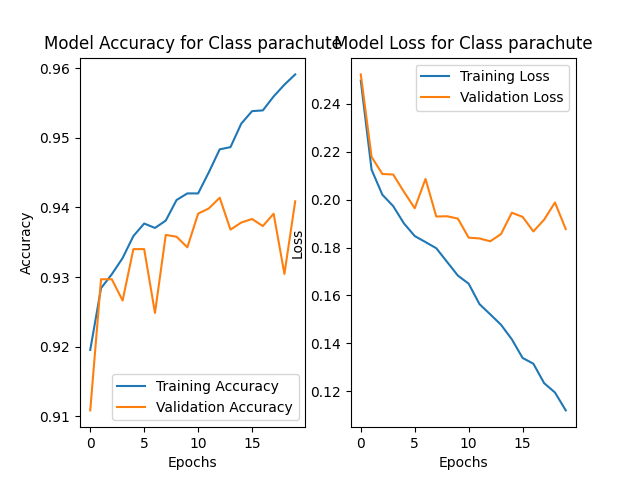 Model Accuracy for Class parachute
0.96
0.95
0.94
0.93
0.92
0.91
Accuracy
Training Accuracy
Validation Accuracy
0 5 10 15
Epochs
Model Loss for Class parachute
Training Loss
Validation Loss
0.24
0.22
0.20
0.18
0.16
0.14
0.12
Loss
0 5 10 15
Epochs